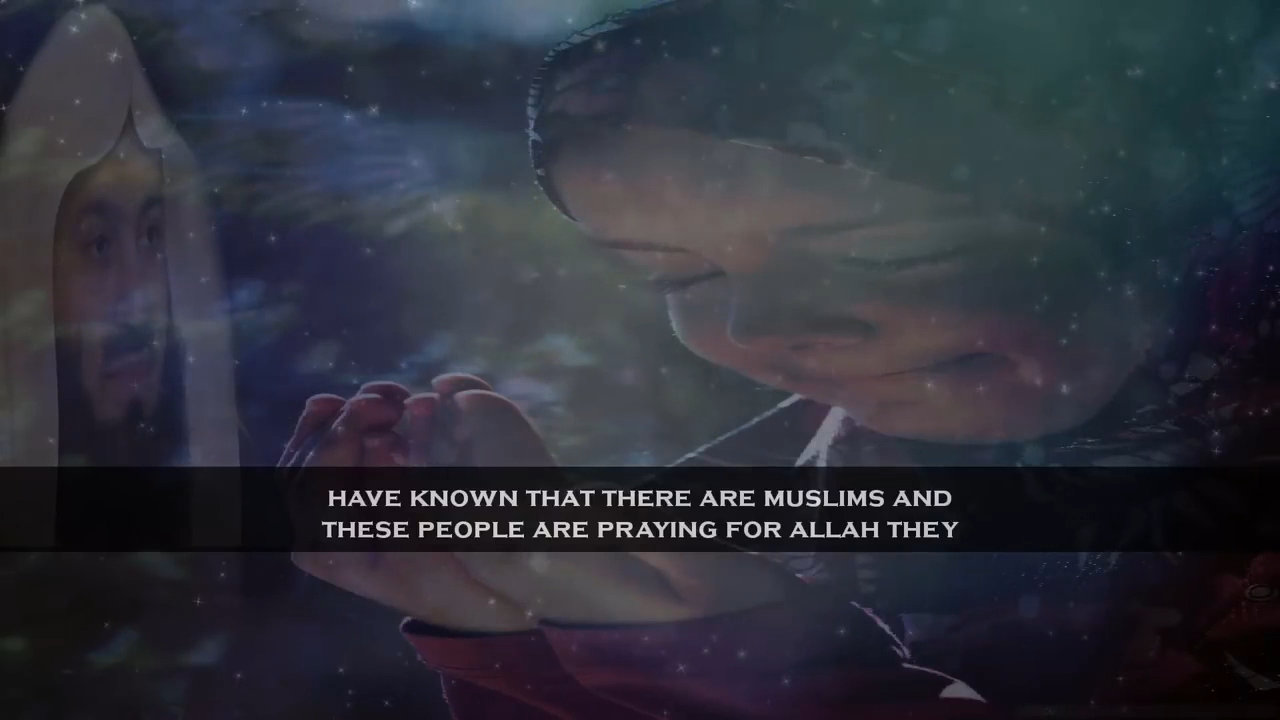 HAVE KNOWN THAT THERE ARE MUSLIMS AND
THESE PEOPLE ARE PRAYING FOR ALLAH THEY